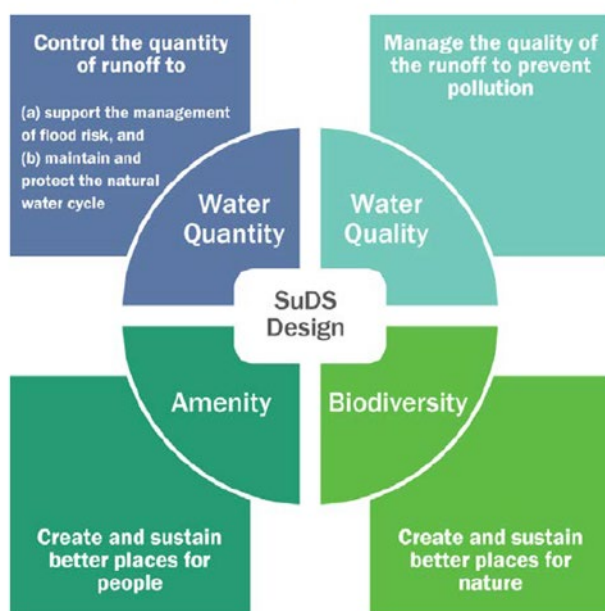 Control the quantity
of runoff to
(a) support the management
of flood risk, and
(b) maintain and
protect the natural
water cycle
Manage the quality of
the runoff to prevent
pollution
Water
Quantity
Water
Quality
SuDS
Design
Amenity
Biodiversity
Create and sustain
better places for
people
Create and sustain
better places for
nature